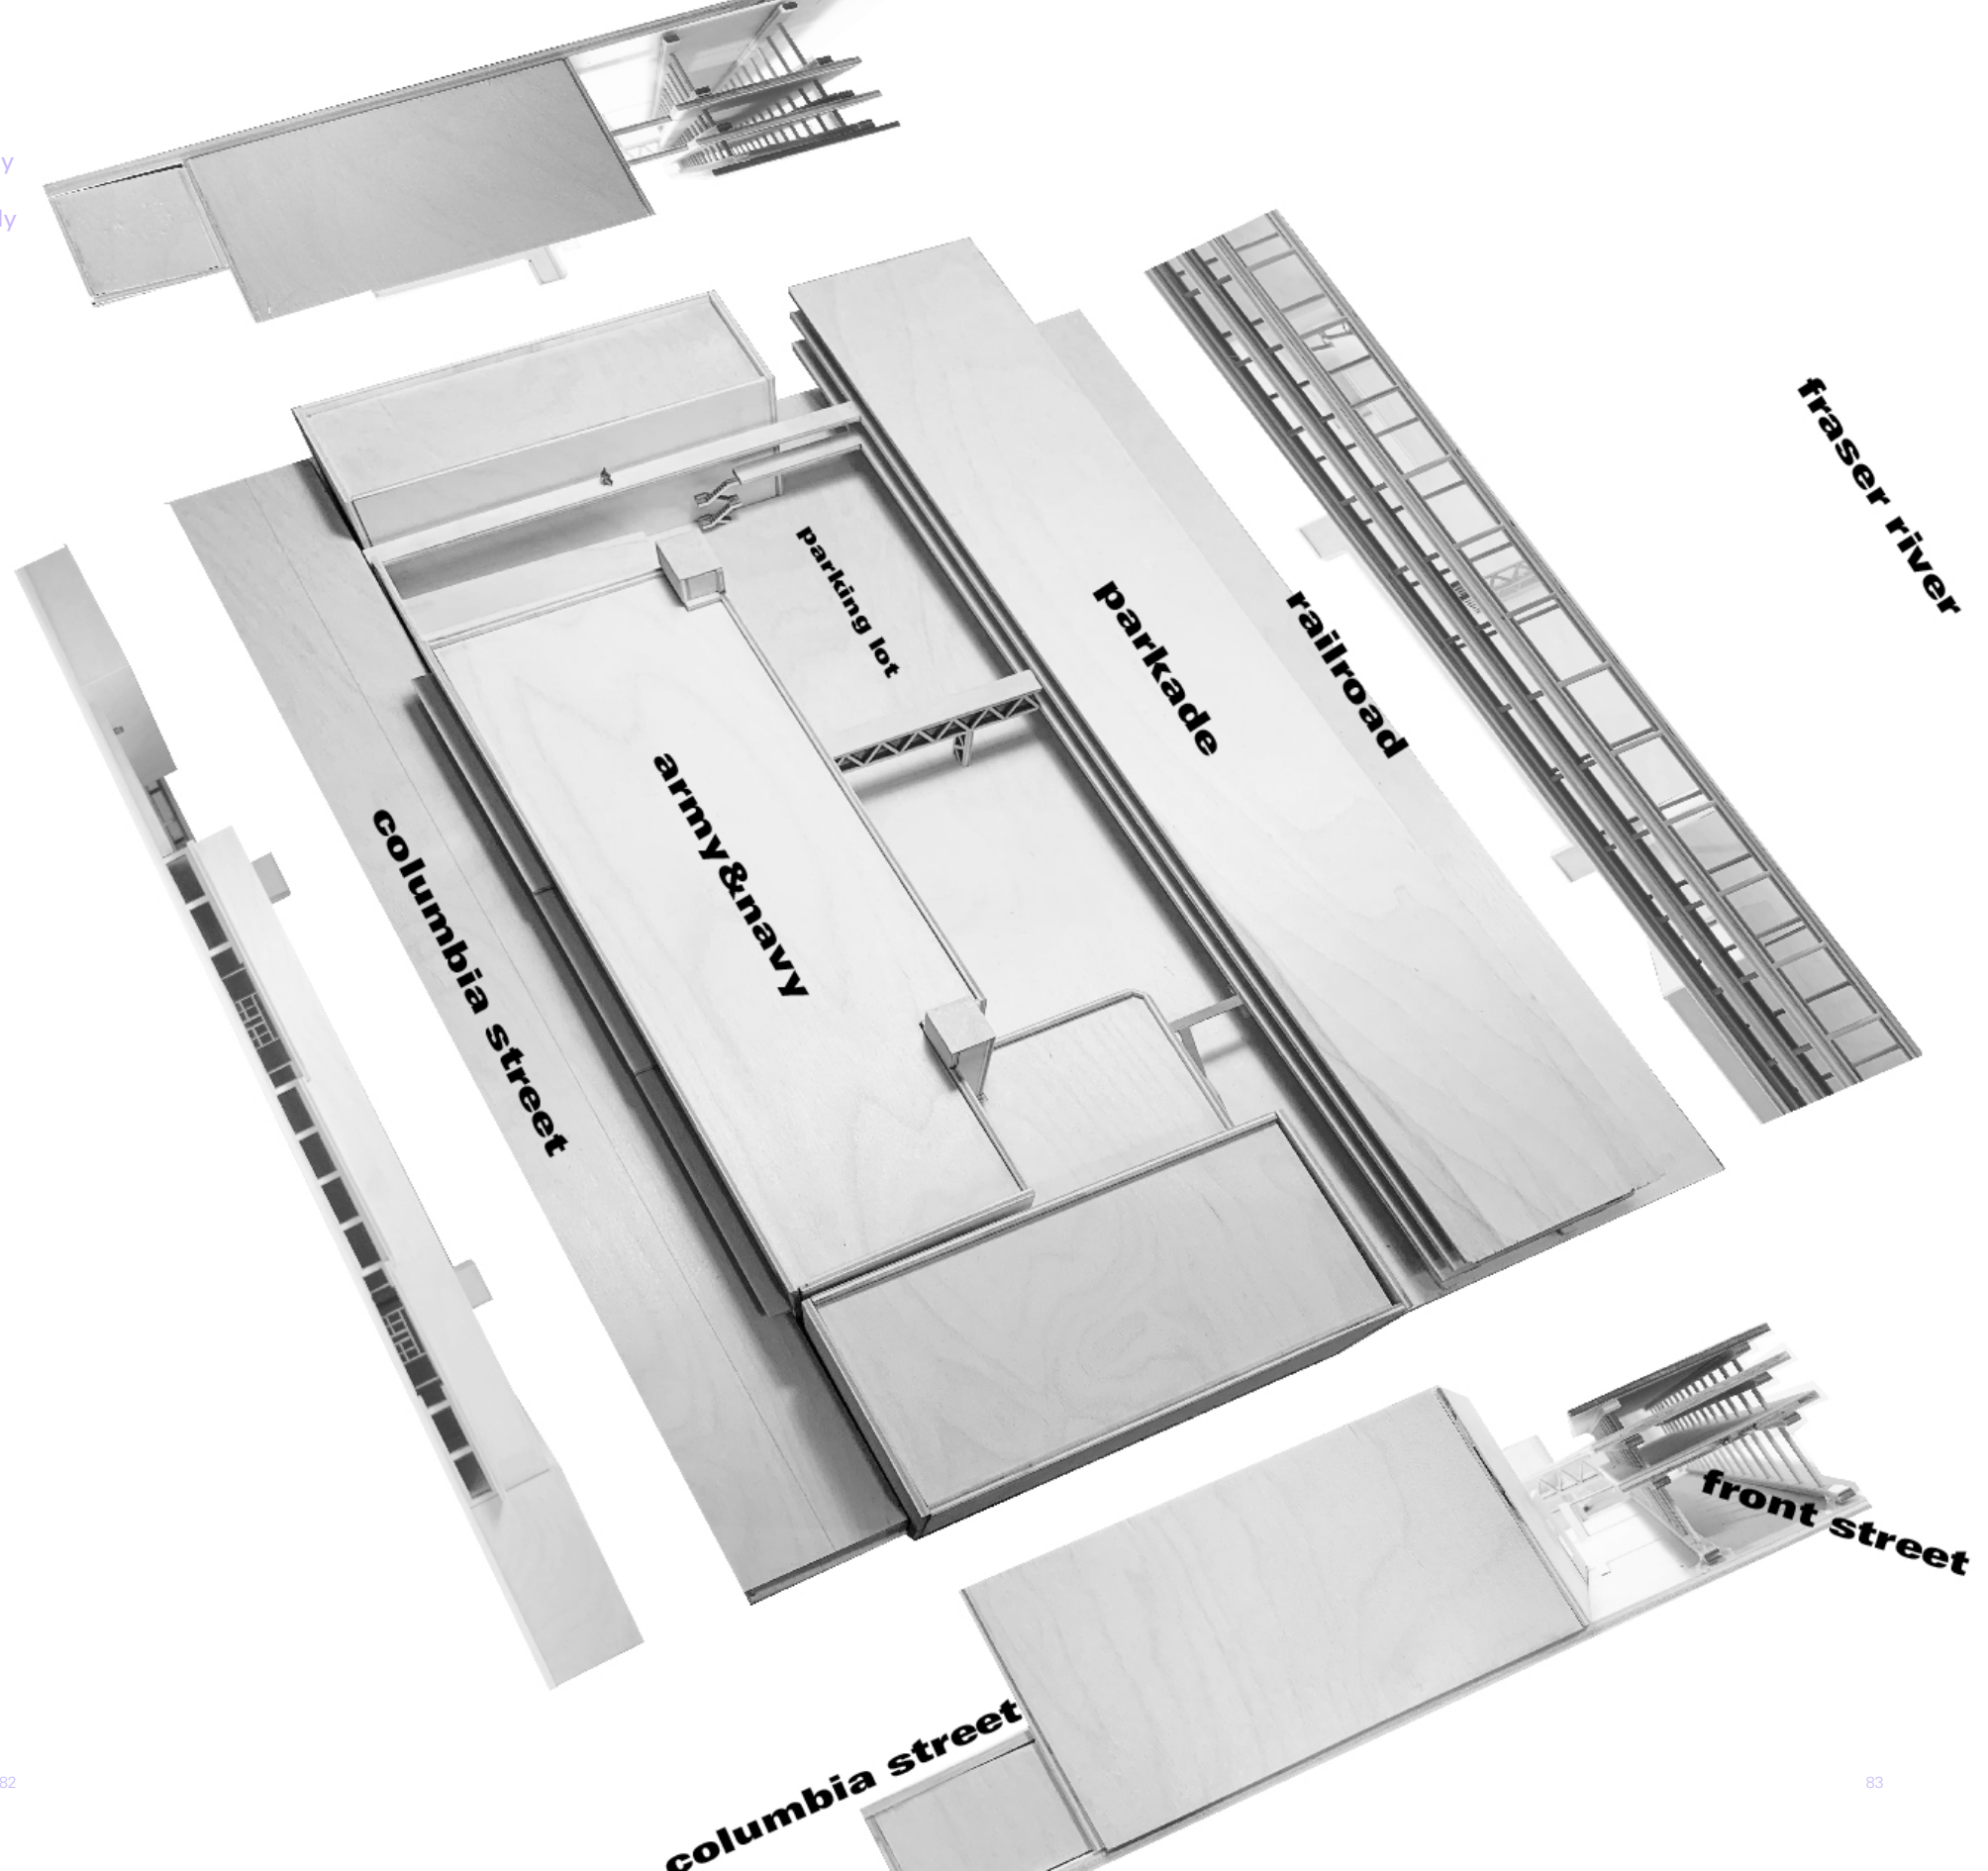 fraser river
parking lot
parkade
railroad
army&navy
columbia street
front street
columbia street
82
83